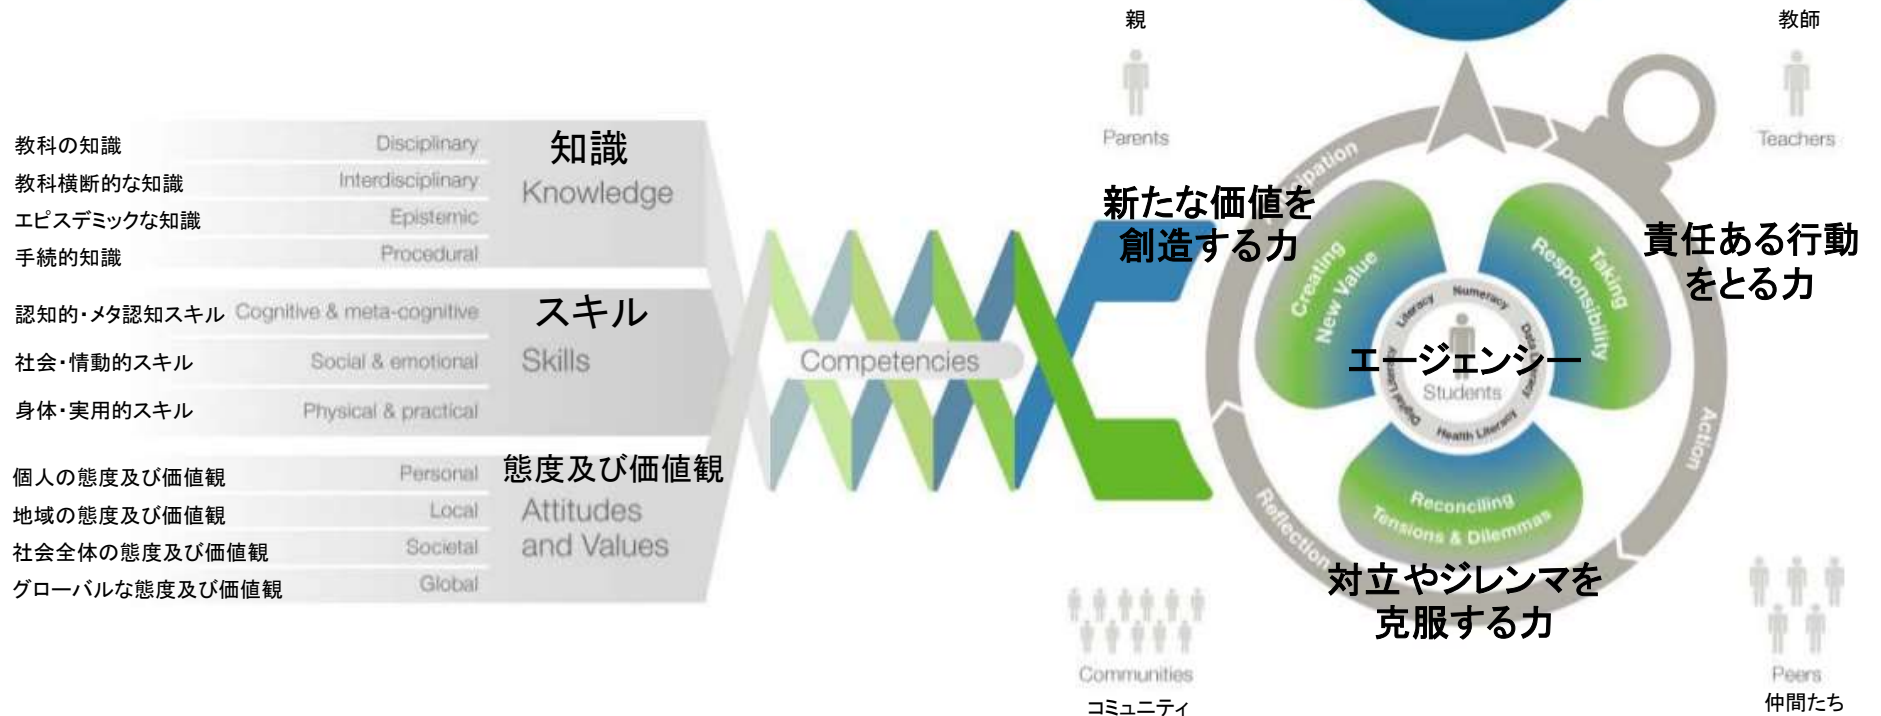 教科の知識
教科横断的な知識
エピステミックな知識
手続的知識
Disciplinary
Interdisciplinary
Epistemic
Procedural
知識
Knowledge
認知的・メタ認知スキル
社会・情動的スキル
身体・実用的スキル
Cognitive & meta-cognitive
Social & emotional
Physical & practical
スキル
Skills
個人の態度及び価値観
地域の態度及び価値観
社会全体の態度及び価値観
グローバルな態度及び価値観
Personal
Local
Societal
Global
態度及び価値観
Attitudes
and Values
Competencies
親
Parents
教師
Teachers
新たな価値を
創造する力
Creating
New Value
責任ある行動
をとる力
Taking
Responsibility
Literacy
Numeracy
Health Literacy
Digital Literacy
エージェンシー
Students
Action
Reflection
Reconciling
Tensions & Dilemmas
対立やジレンマを
克服する力
Communities
コミュニティ
Peers
仲間たち